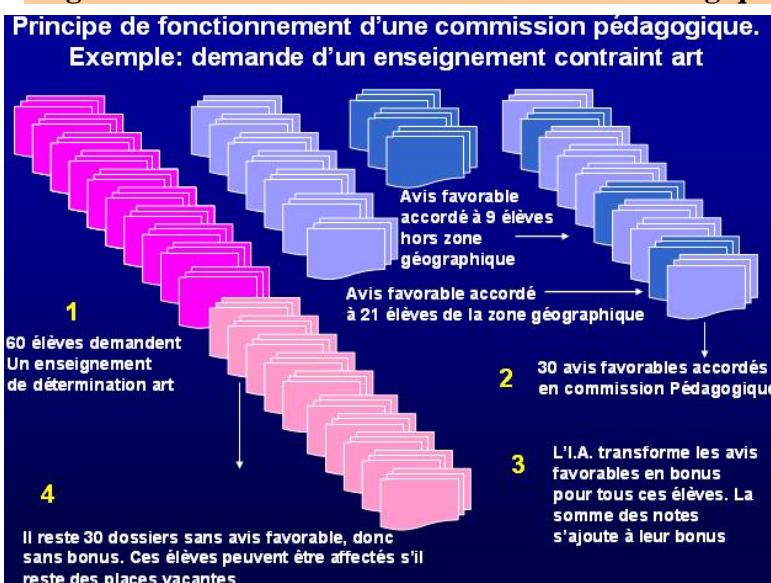 Principe de fonctionnement d'une commission pédagogique.
Exemple: demande d'un enseignement contraint art
Avis favorable
accordé à 9 élèves
hors zone
géographique
Avis favorable accordé
à 21 élèves de la zone géographique
1
60 élèves demandent
Un enseignement
de détermination art
2
30 avis favorables accordés
en commission Pédagogique
3
L'I.A. transforme les avis
favorables en bonus
pour tous ces élèves. La
somme des notes
s'ajoute à leur bonus
4
Il reste 30 dossiers sans avis favorable, donc
sans bonus. Ces élèves peuvent être affectés s'il
reste des places vacantes